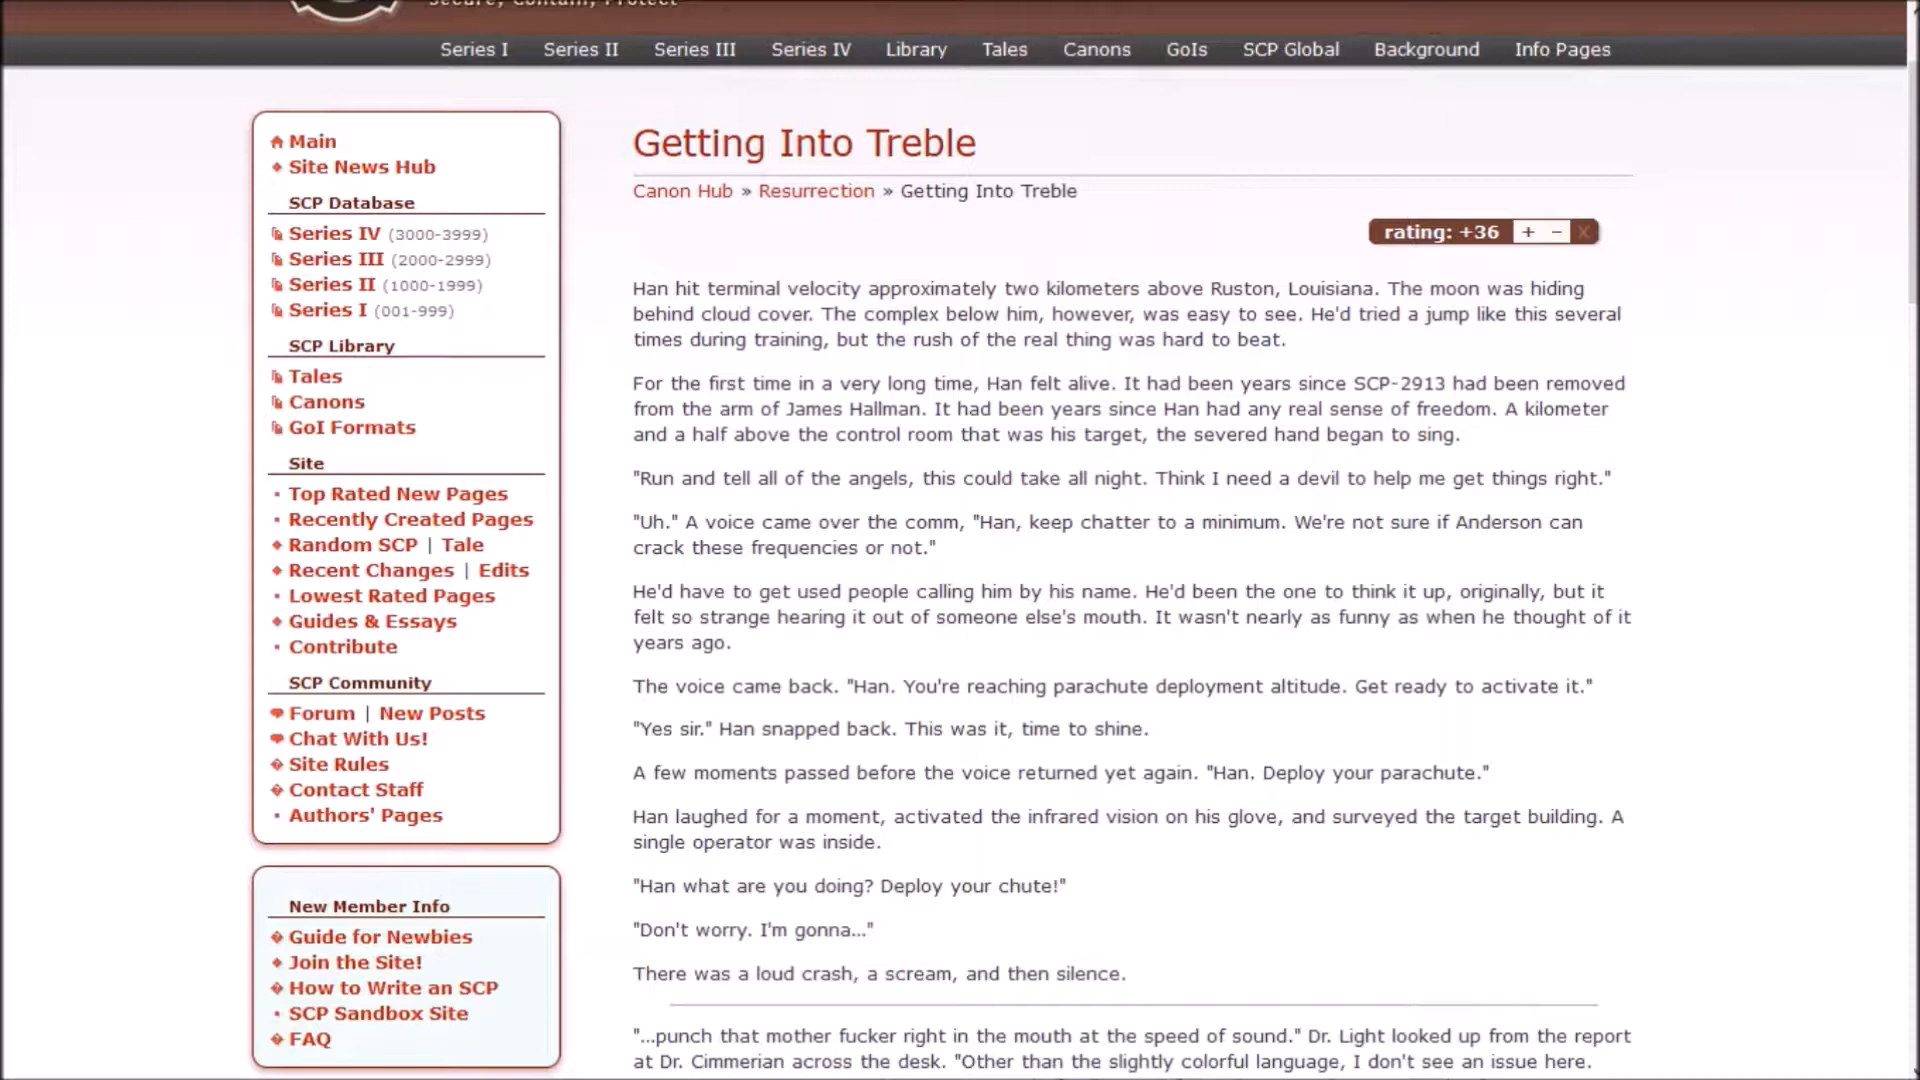 Secure, Contain, Protect
Series I Series II Series III Series IV Library Tales Canons GoIs SCP Global Background Info Pages
Main
Site News Hub
SCP Database
Series IV (3000-3999)
Series III (2000-2999)
Series II (1000-1999)
Series I (001-999)
SCP Library
Tales
Canons
GoI Formats
Site
Top Rated New Pages
Recently Created Pages
Random SCP | Tale
Recent Changes | Edits
Lowest Rated Pages
Guides & Essays
Contribute
SCP Community
Forum | New Posts
Chat With Us!
Site Rules
Contact Staff
Authors' Pages
New Member Info
Guide for Newbies
Join the Site!
How to Write an SCP
SCP Sandbox Site
FAQ
Getting Into Treble
Canon Hub » Resurrection » Getting Into Treble
rating: +36 + − X
Han hit terminal velocity approximately two kilometers above Ruston, Louisiana. The moon was hiding
behind cloud cover. The complex below him, however, was easy to see. He'd tried a jump like this several
times during training, but the rush of the real thing was hard to beat.
For the first time in a very long time, Han felt alive. It had been years since SCP-2913 had been removed
from the arm of James Hallman. It had been years since Han had any real sense of freedom. A kilometer
and a half above the control room that was his target, the severed hand began to sing.
"Run and tell all of the angels, this could take all night. Think I need a devil to help me get things right."
"Uh." A voice came over the comm, "Han, keep chatter to a minimum. We're not sure if Anderson can
crack these frequencies or not."
He'd have to get used people calling him by his name. He'd been the one to think it up, originally, but it
felt so strange hearing it out of someone else's mouth. It wasn't nearly as funny as when he thought of it
years ago.
The voice came back. "Han. You're reaching parachute deployment altitude. Get ready to activate it."
"Yes sir." Han snapped back. This was it, time to shine.
A few moments passed before the voice returned yet again. "Han. Deploy your parachute."
Han laughed for a moment, activated the infrared vision on his glove, and surveyed the target building. A
single operator was inside.
"Han what are you doing? Deploy your chute!"
"Don't worry. I'm gonna…"
There was a loud crash, a scream, and then silence.
"…punch that mother fucker right in the mouth at the speed of sound." Dr. Light looked up from the report
at Dr. Cimmerian across the desk. "Other than the slightly colorful language, I don't see an issue here.